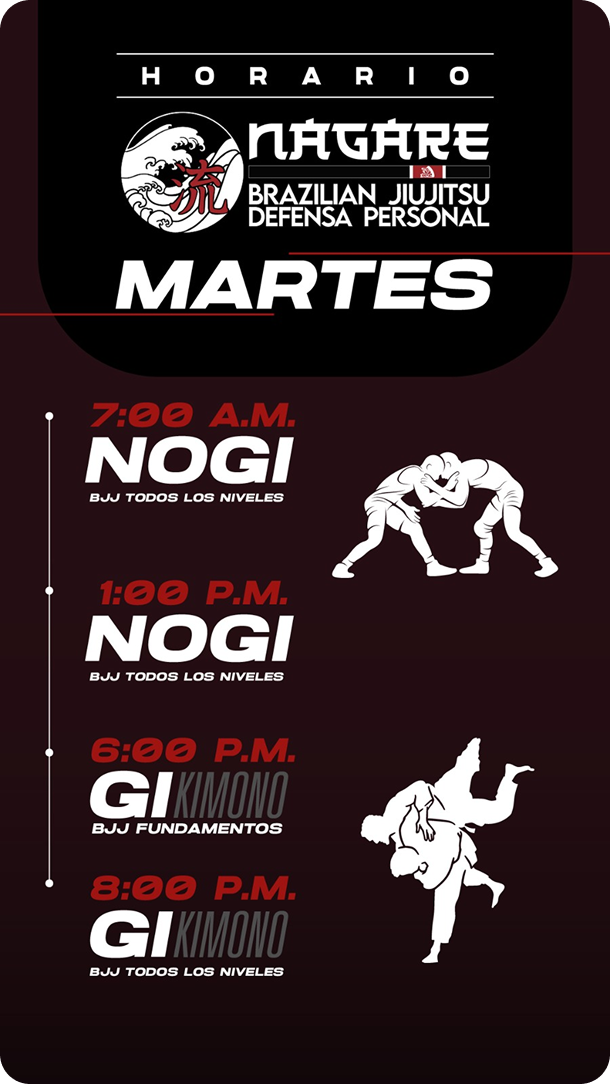 HORARIO
流
NAGARE
BRAZILIAN JIUJITSU
DEFENSA PERSONAL
MARTES
7:00 A.M.
NOGI
BJJ TODOS LOS NIVELES
1:00 P.M.
NOGI
BJJ TODOS LOS NIVELES
6:00 P.M.
GI KIMONO
BJJ FUNDAMENTOS
8:00 P.M.
GI KIMONO
BJJ TODOS LOS NIVELES